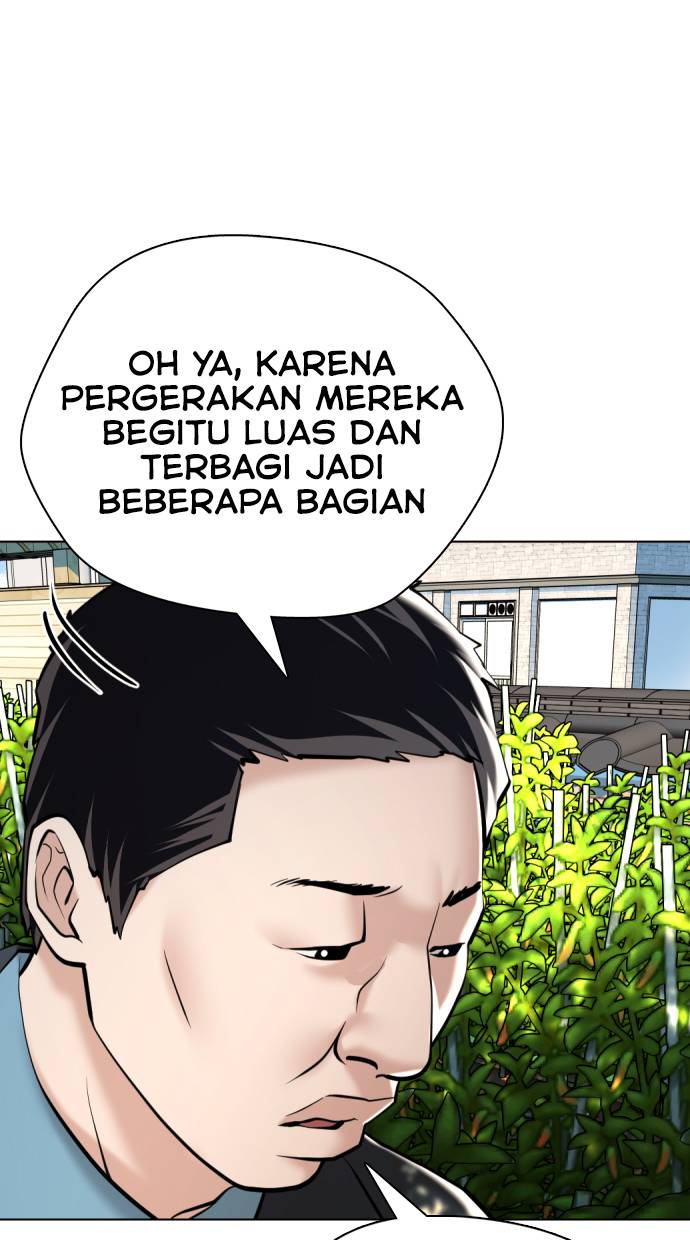 OH YA, KARENA
PERGERAKAN MEREKA
BEGITU LUAS DAN
TERBAGI JADI
BEBERAPA BAGIAN